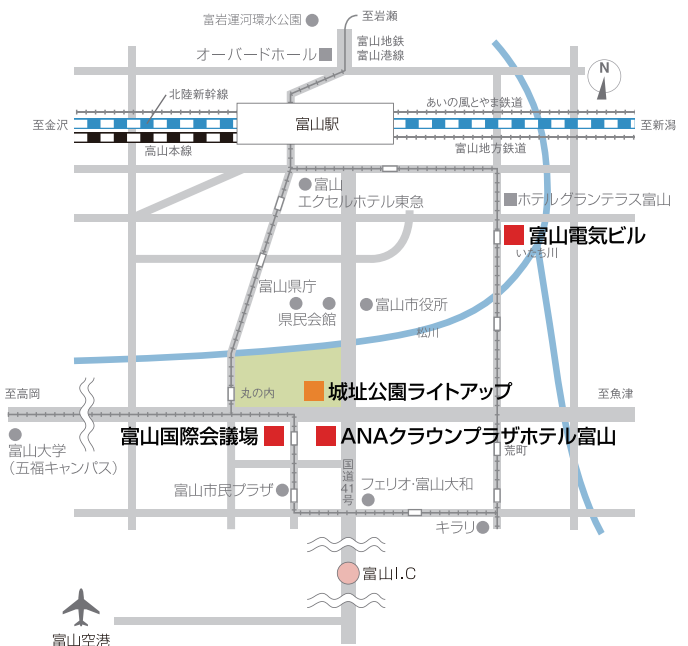 富岩運河環水公園
至岩瀬
オーバードホール
富山地鉄
富山港線
N
北陸新幹線
あいの風とやま鉄道
至金沢
富山駅
至新潟
高山本線
富山地方鉄道
富山
エクセルホテル東急
ホテルグランテラス富山
富山電気ビル
いたち川
富山県庁
県民会館
富山市役所
松川
至高岡
丸の内
城址公園ライトアップ
至魚津
富山国際会議場
ANAクラウンプラザホテル富山
富山大学
(五福キャンパス)
荒町
国道41号
富山市民プラザ
フェリオ・富山大和
キラリ
富山I.C
富山空港